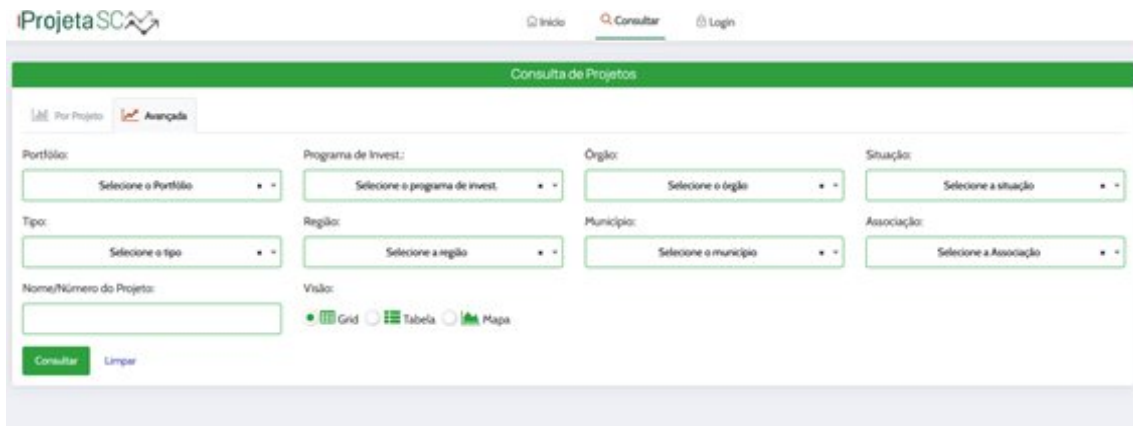 ProjetaSC
Início Consultar Login
Consulta de Projetos
Por Projeto Avançada
Portfólio: Programa de Invest.: Órgão: Situação:
Selecione o Portfólio Selecione o programa de invest. Selecione o órgão Selecione a situação
Tipo: Região: Município: Associação:
Selecione o tipo Selecione a região Selecione o município Selecione a Associação
Nome/Número do Projeto: Visão:
Grid Tabela Mapa
Consultar Limpar